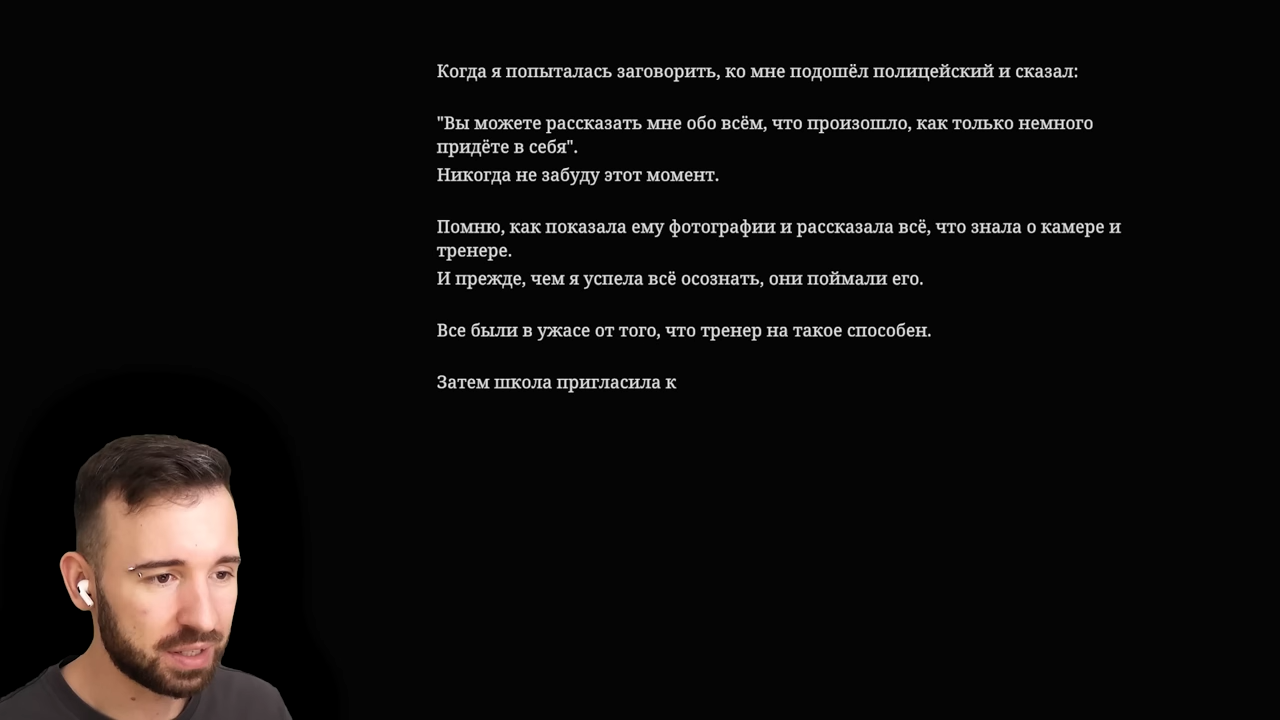 Когда я попыталась заговорить, ко мне подошёл полицейский и сказал:
"Вы можете рассказать мне обо всём, что произошло, как только немного
придёте в себя".
Никогда не забуду этот момент.
Помню, как показала ему фотографии и рассказала всё, что знала о камере и
тренере.
И прежде, чем я успела всё осознать, они поймали его.
Все были в ужасе от того, что тренер на такое способен.
Затем школа пригласила к